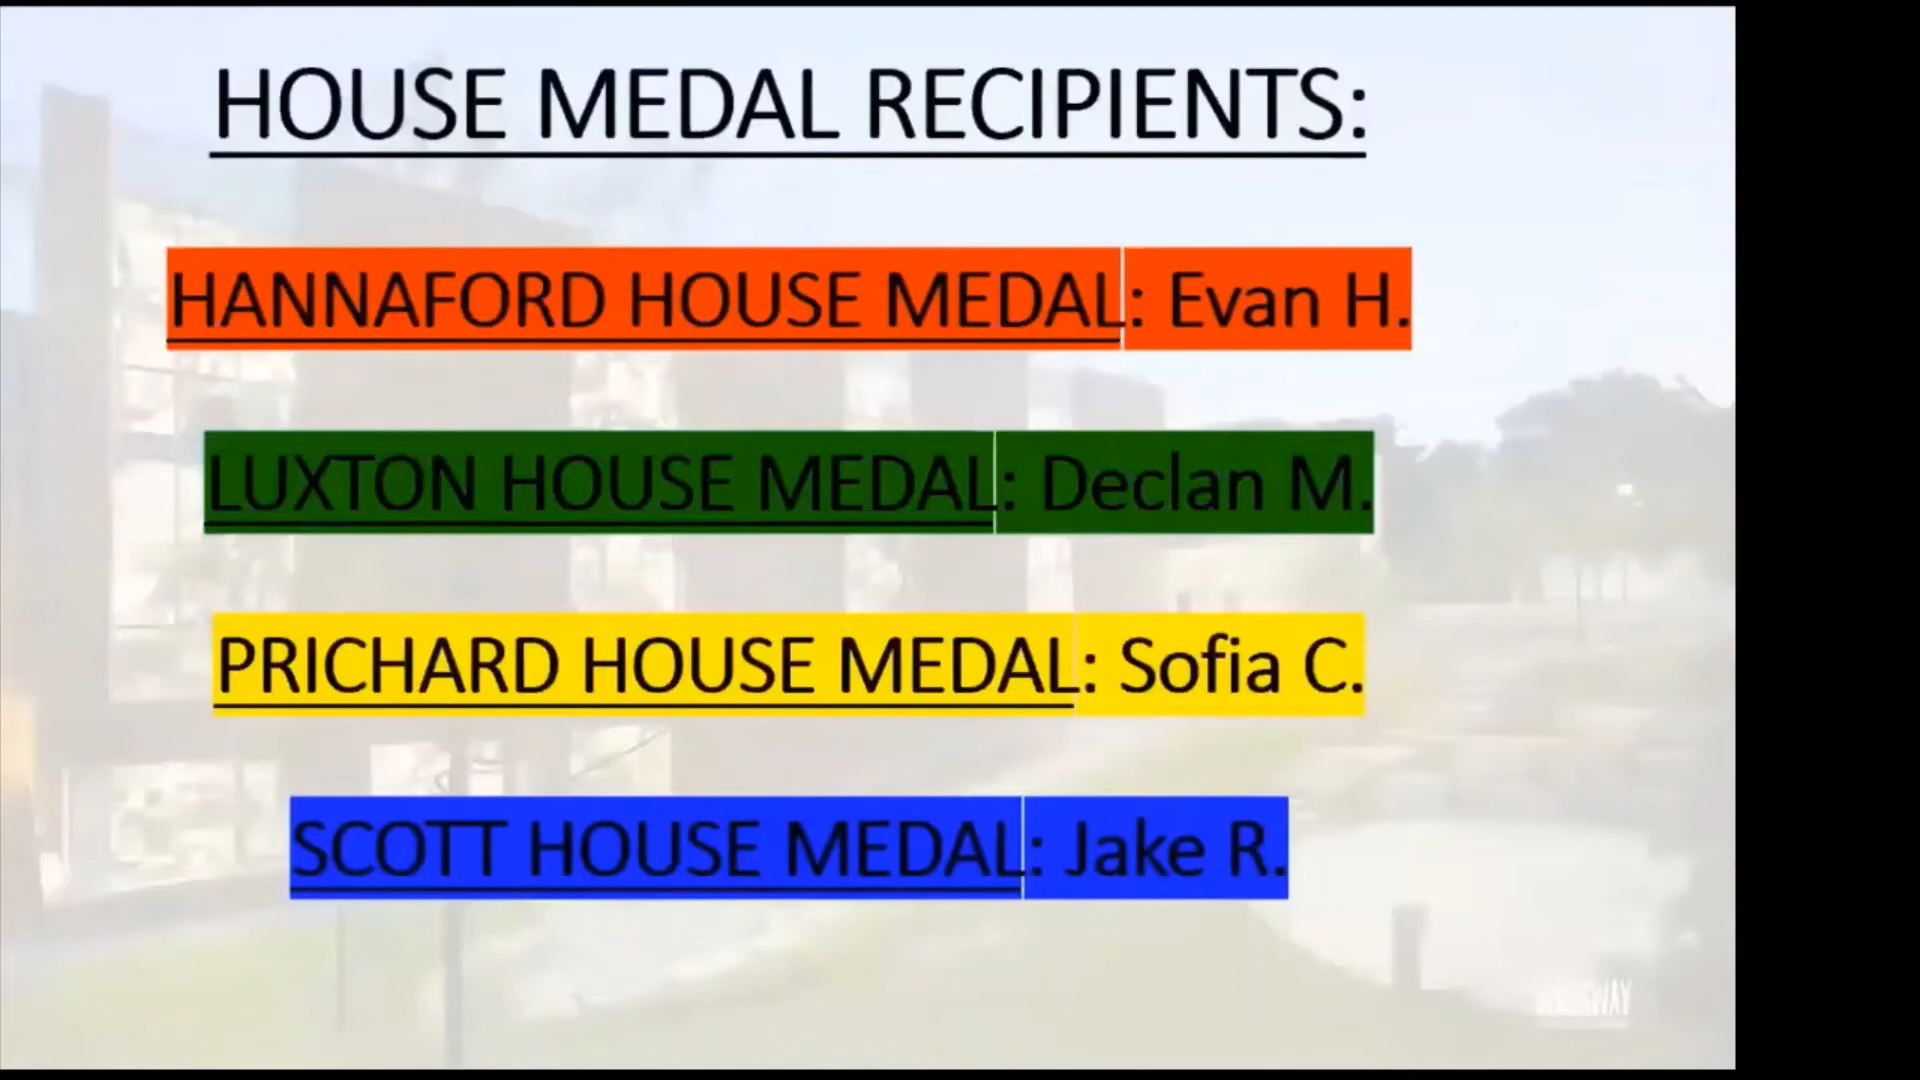 HOUSE MEDAL RECIPIENTS:
HANNAFORD HOUSE MEDAL: Evan H.
LUXTON HOUSE MEDAL: Declan M.
PRICHARD HOUSE MEDAL: Sofia C.
SCOTT HOUSE MEDAL: Jake R.